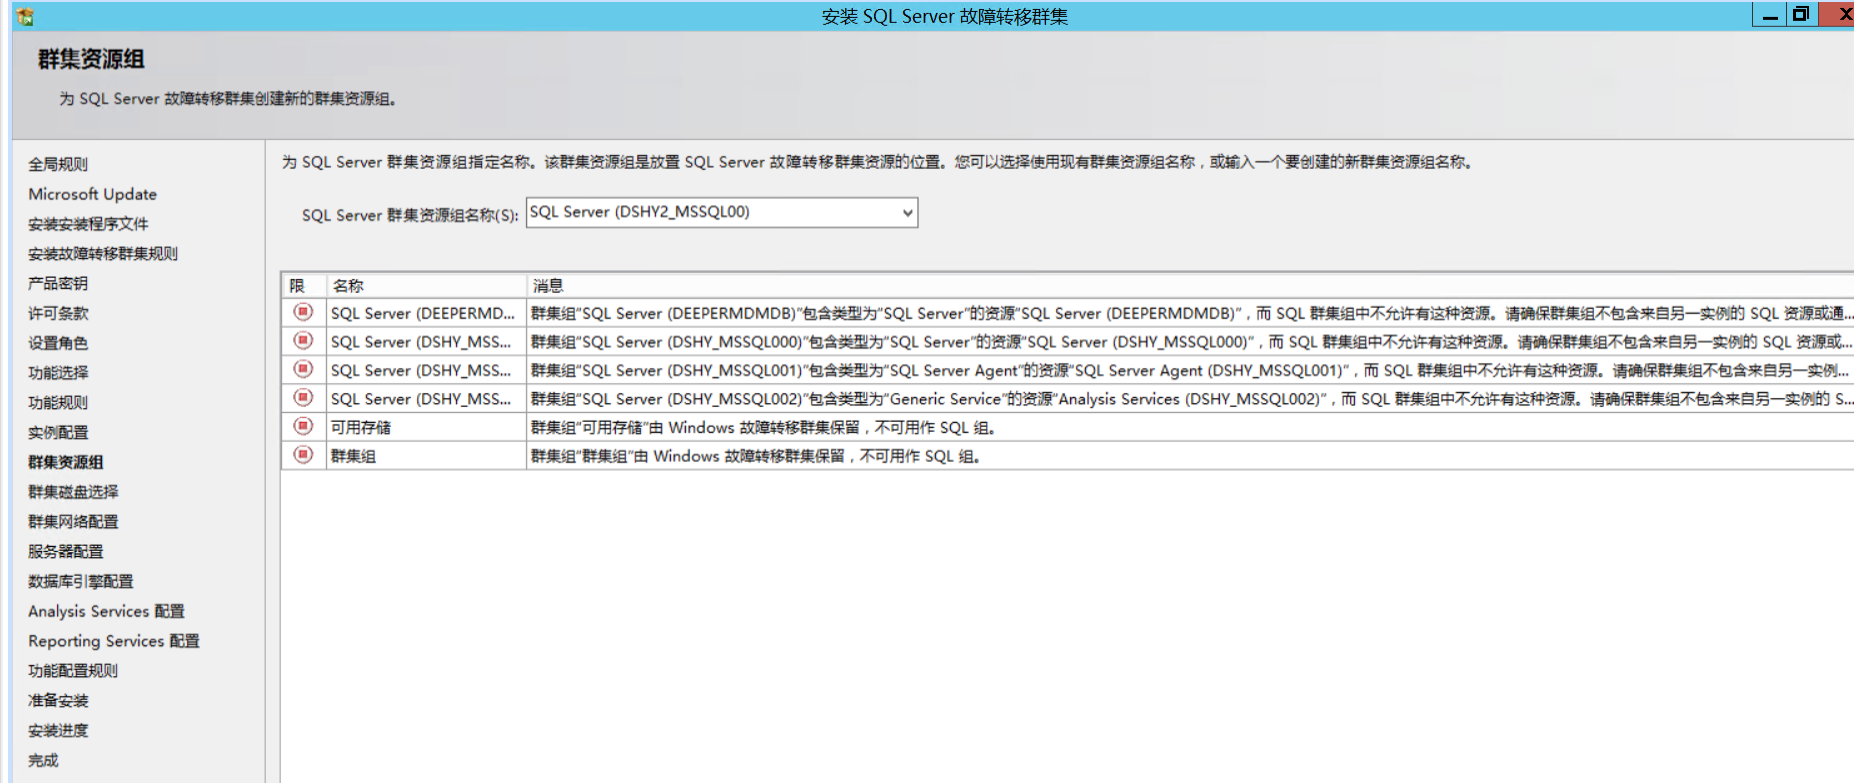 安装 SQL Server 故障转移群集
群集资源组
为 SQL Server 故障转移群集创建新的群集资源组。
全局规则
Microsoft Update
安装安装程序文件
安装故障转移群集规则
产品密钥
许可条款
设置角色
功能选择
功能规则
实例配置
群集资源组
群集磁盘选择
群集网络配置
服务器配置
数据库引擎配置
Analysis Services 配置
Reporting Services 配置
功能配置规则
准备安装
安装进度
完成
为 SQL Server 群集资源组指定名称。该群集资源组是放置 SQL Server 故障转移群集资源的位置。您可以选择使用现有群集资源组名称，或输入一个要创建的新群集资源组名称。
SQL Server 群集资源组名称(S): SQL Server (DSHY2_MSSQL00)
限 名称 消息
SQL Server (DEEPERMD... 群集组“SQL Server (DEEPERMDMDB)”包含类型为“SQL Server”的资源“SQL Server (DEEPERMDMDB)”，而 SQL 群集组中不允许有这种资源。请确保群集组不包含来自另一实例的 SQL 资源或通...
SQL Server (DSHY_MSS... 群集组“SQL Server (DSHY_MSSQL000)”包含类型为“SQL Server”的资源“SQL Server (DSHY_MSSQL000)”，而 SQL 群集组中不允许有这种资源。请确保群集组不包含来自另一实例的 SQL 资源或...
SQL Server (DSHY_MSS... 群集组“SQL Server (DSHY_MSSQL001)”包含类型为“SQL Server Agent”的资源“SQL Server Agent (DSHY_MSSQL001)”，而 SQL 群集组中不允许有这种资源。请确保群集组不包含来自另一实例...
SQL Server (DSHY_MSS... 群集组“SQL Server (DSHY_MSSQL002)”包含类型为“Generic Service”的资源“Analysis Services (DSHY_MSSQL002)”，而 SQL 群集组中不允许有这种资源。请确保群集组不包含来自另一实例的 S...
可用存储 群集组“可用存储”由 Windows 故障转移群集保留，不可用作 SQL 组。
群集组 群集组“群集组”由 Windows 故障转移群集保留，不可用作 SQL 组。